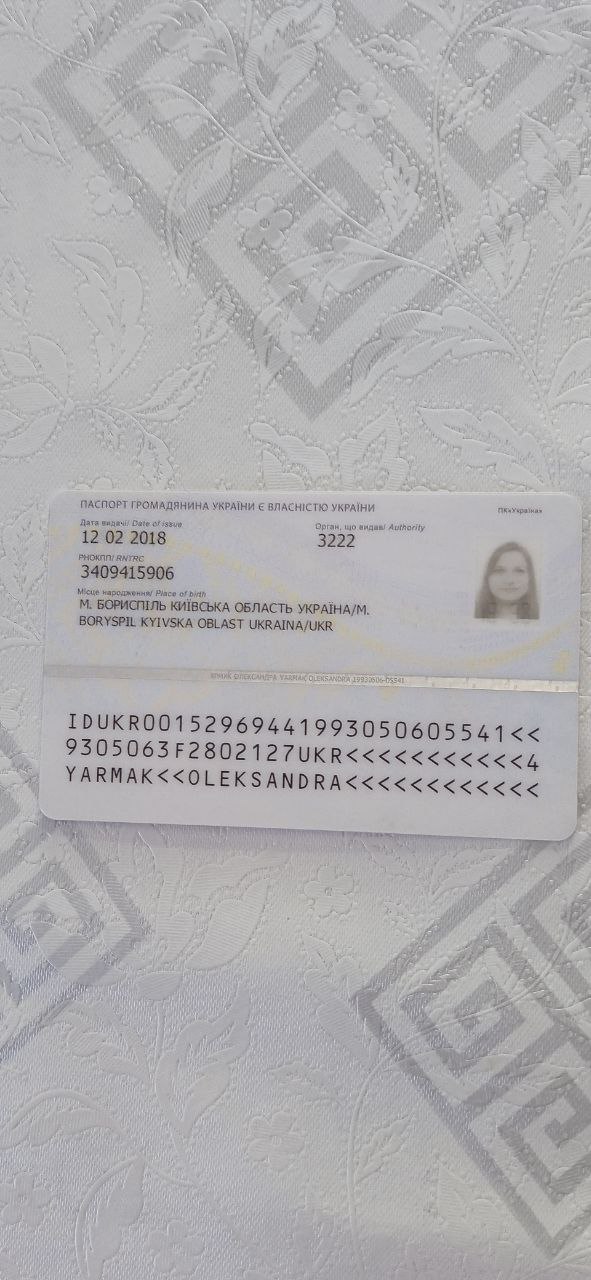 ПАСПОРТ ГРОМАДЯНИНА УКРАЇНИ Є ВЛАСНІСТЮ УКРАЇНИ
ПК«Україна»
Дата видачі/ Date of issue
Орган, що видав/ Authority
12 02 2018
3222
РНОКПП/ RNTRC
3409415906
Місце народження/ Place of birth
М. БОРИСПІЛЬ КИЇВСЬКА ОБЛАСТЬ УКРАЇНА/M.
BORYSPIL KYIVSKA OBLAST UKRAINA/UKR
ЯРМАК ОЛЕКСАНДРА YARMAK OLEKSANDRA 19930506-05541
IDUKR00152969441993050605541<<
9305063F2802127UKR<<<<<<<<<<<4
YARMAK<<OLEKSANDRA<<<<<<<<<<<<